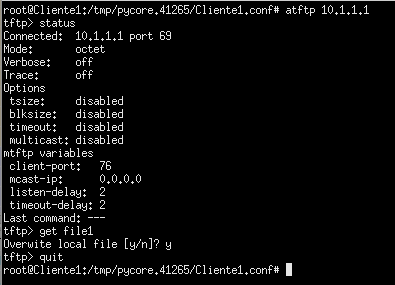 root@Cliente1:/tmp/pycore.41265/Cliente1.conf# atftp 10.1.1.1
tftp> status
Connected:  10.1.1.1 port 69
Mode:       octet
Verbose:    off
Trace:      off
Options
 tsize:     disabled
 blksize:   disabled
 timeout:   disabled
 multicast: disabled
mtftp variables
 client-port:   76
 mcast-ip:      0.0.0.0
 listen-delay:  2
 timeout-delay: 2
Last command: ---
tftp> get file1
Overwite local file [y/n]? y
tftp> quit
root@Cliente1:/tmp/pycore.41265/Cliente1.conf#